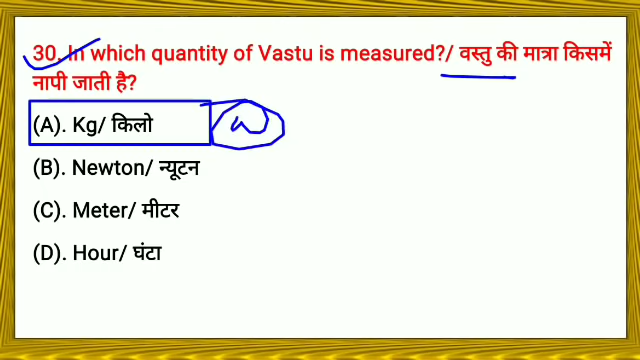 30. In which quantity of Vastu is measured?/ वस्तु की मात्रा किसमें
नापी जाती है?
(A). Kg/ किलो
(B). Newton/ न्यूटन
(C). Meter/ मीटर
(D). Hour/ घंटा